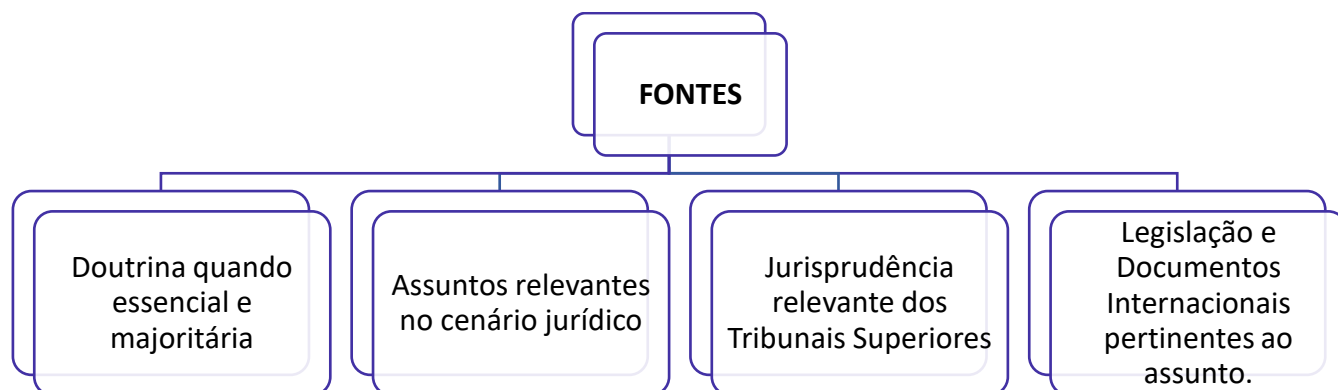 FONTES
Doutrina quando
essencial e
majoritária
Assuntos relevantes
no cenário jurídico
Jurisprudência
relevante dos
Tribunais Superiores
Legislação e
Documentos
Internacionais
pertinentes ao
assunto.